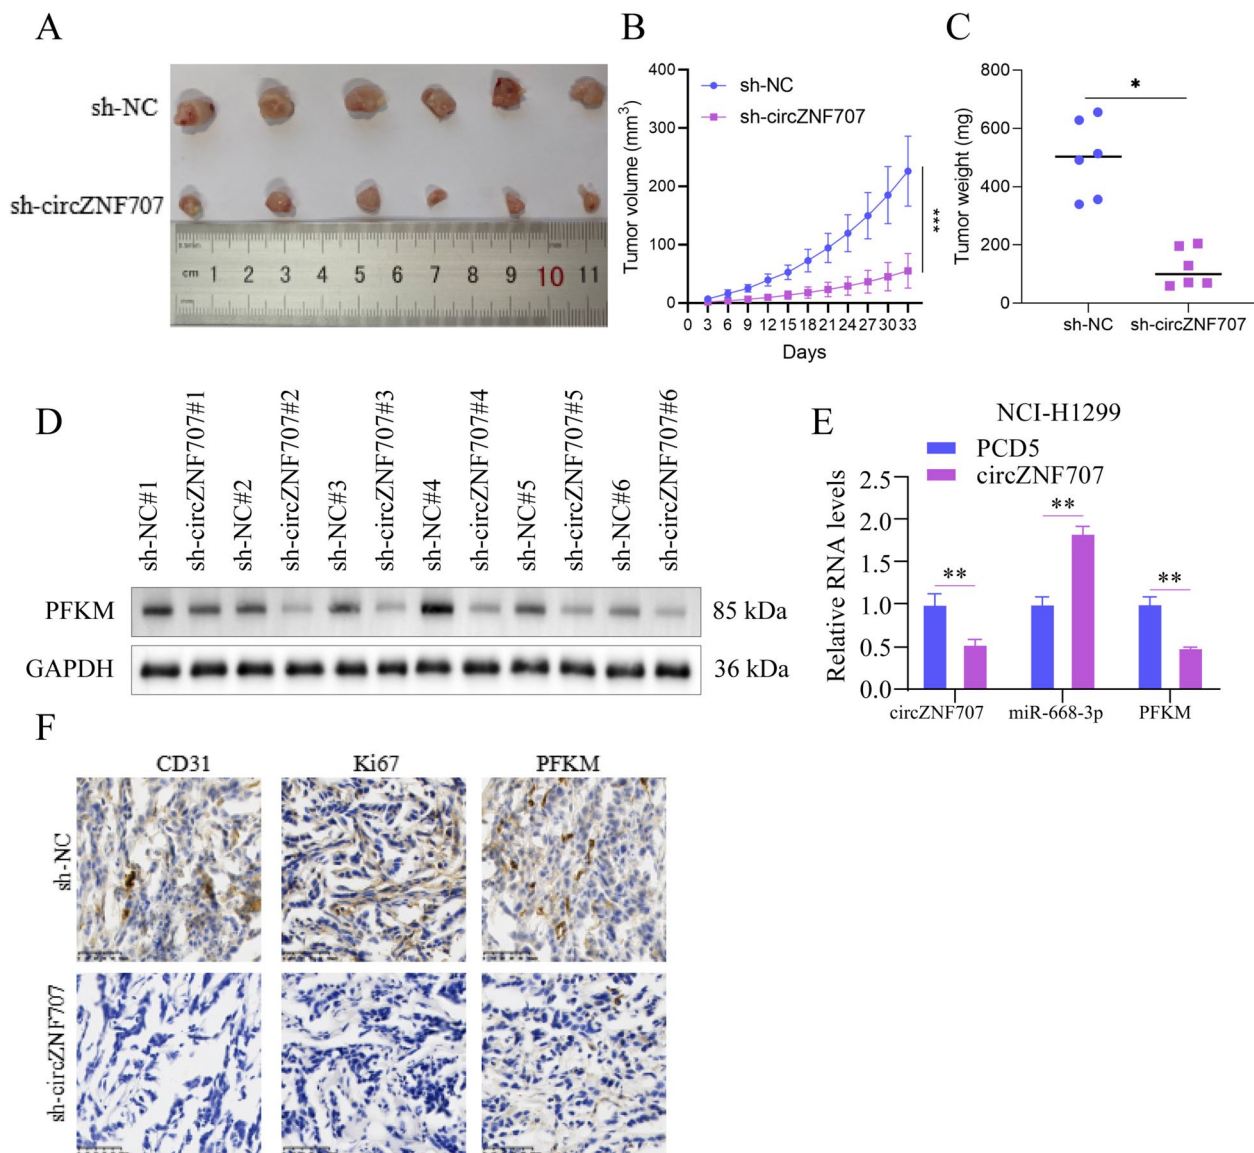 A
sh-NC
sh-circZNF707
cm 1 2 3 4 5 6 7 8 9 10 11
B
Tumor volume (mm³)
400
300
200
100
0
sh-NC
sh-circZNF707
***
0 3 6 9 12 15 18 21 24 27 30 33
Days
C
Tumor weight (mg)
800
600
400
200
0
*
sh-NC sh-circZNF707
D
sh-NC#1
sh-circZNF707#1
sh-NC#2
sh-circZNF707#2
sh-NC#3
sh-circZNF707#3
sh-NC#4
sh-circZNF707#4
sh-NC#5
sh-circZNF707#5
sh-NC#6
sh-circZNF707#6
PFKM 85 kDa
GAPDH 36 kDa
E
NCI-H1299
PCD5
circZNF707
Relative RNA levels
2.5
2.0
1.5
1.0
0.5
0.0
** ** **
circZNF707 miR-668-3p PFKM
F
CD31 Ki67 PFKM
sh-NC
sh-circZNF707